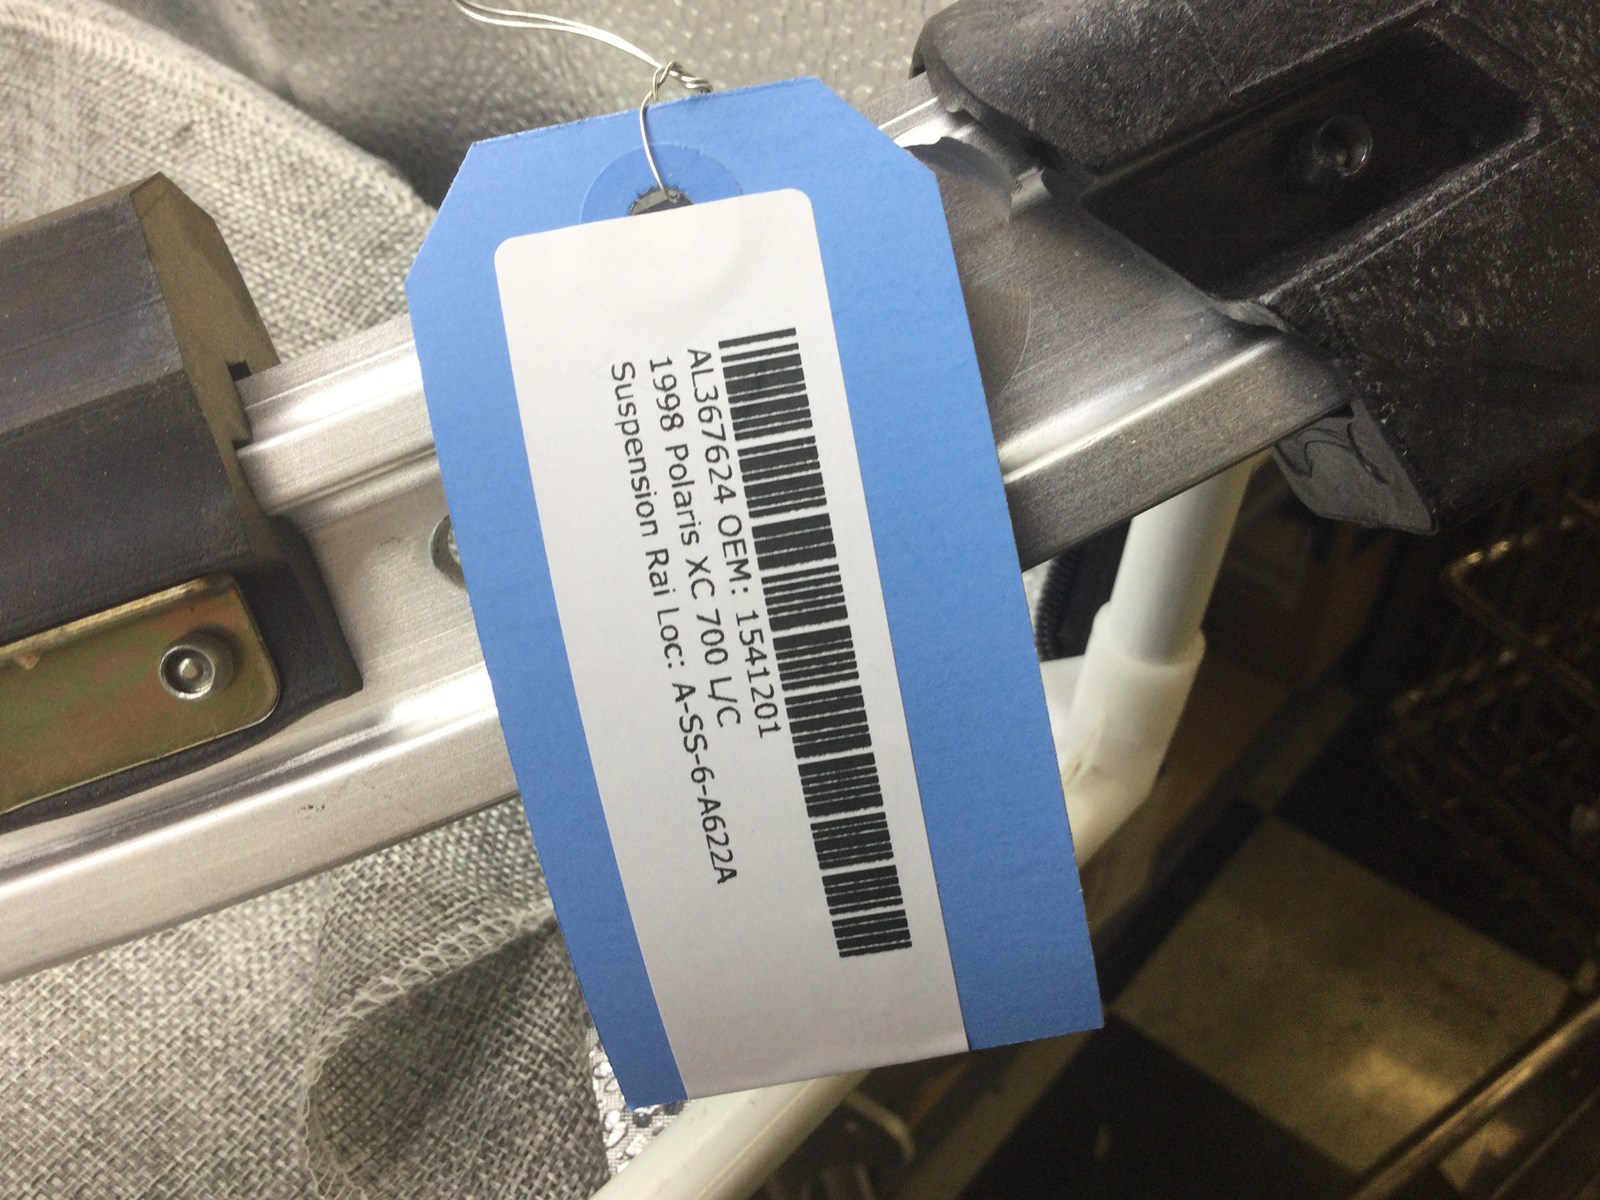 AL367624 OEM: 1541201
1998 Polaris XC 700 L/C
Suspension Rai Loc: A-SS-6-A622A